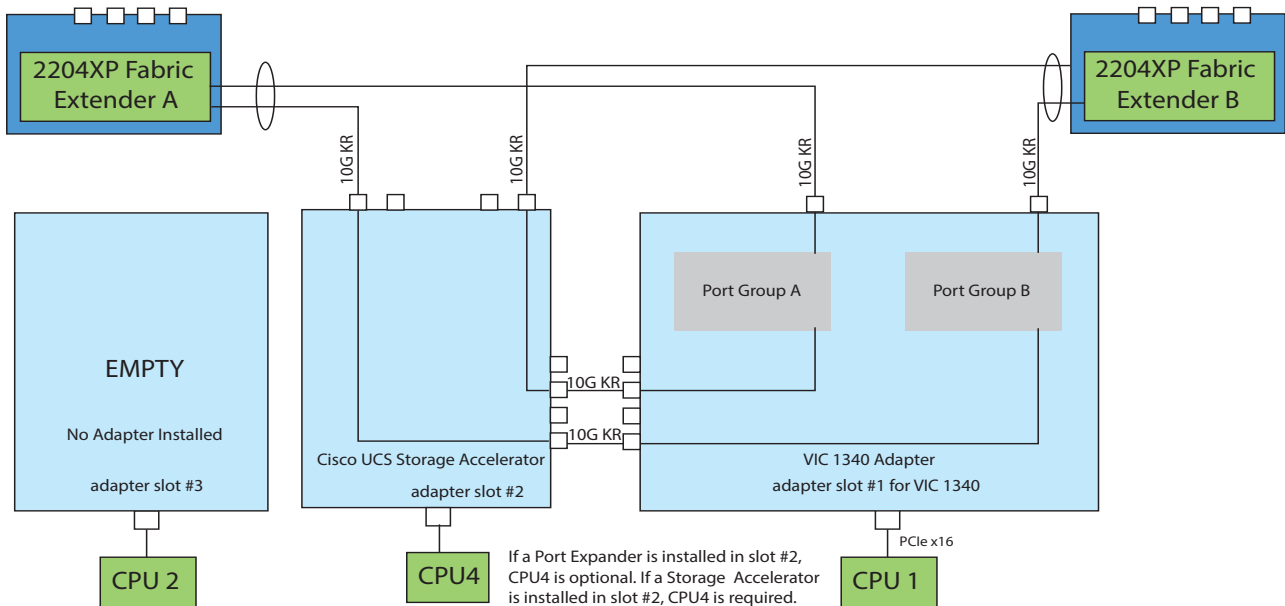 2204XP Fabric
Extender A
2204XP Fabric
Extender B
10G KR
10G KR
10G KR
10G KR
EMPTY
No Adapter Installed
adapter slot #3
Port Group A
Port Group B
10G KR
10G KR
Cisco UCS Storage Accelerator
adapter slot #2
VIC 1340 Adapter
adapter slot #1 for VIC 1340
PCIe x16
CPU 2
CPU4
If a Port Expander is installed in slot #2,
CPU4 is optional. If a Storage Accelerator
is installed in slot #2, CPU4 is required.
CPU 1